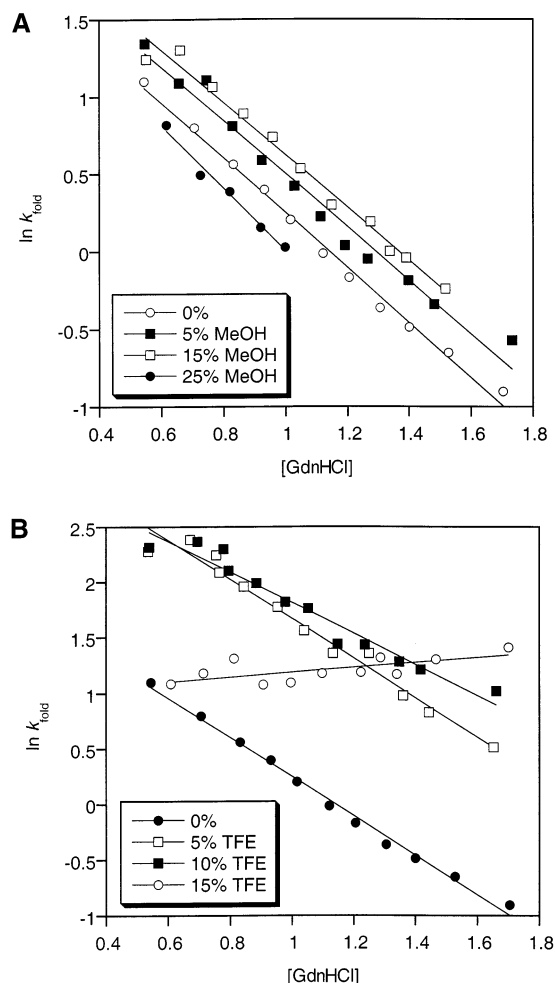 A
1.5
1
0.5
0
-0.5
-1
ln kfold
0%
5% MeOH
15% MeOH
25% MeOH
0.4 0.6 0.8 1 1.2 1.4 1.6 1.8
[GdnHCl]
B
2.5
2
1.5
1
0.5
0
-0.5
-1
ln kfold
0%
5% TFE
10% TFE
15% TFE
0.4 0.6 0.8 1 1.2 1.4 1.6 1.8
[GdnHCl]